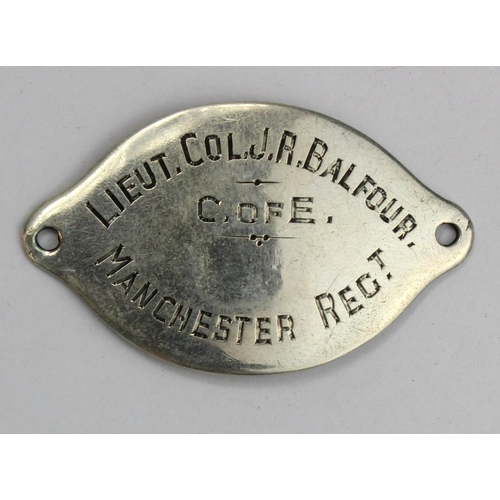 LIEUT. COL. J. R. BALFOUR.
C. OF E.
MANCHESTER REGT.